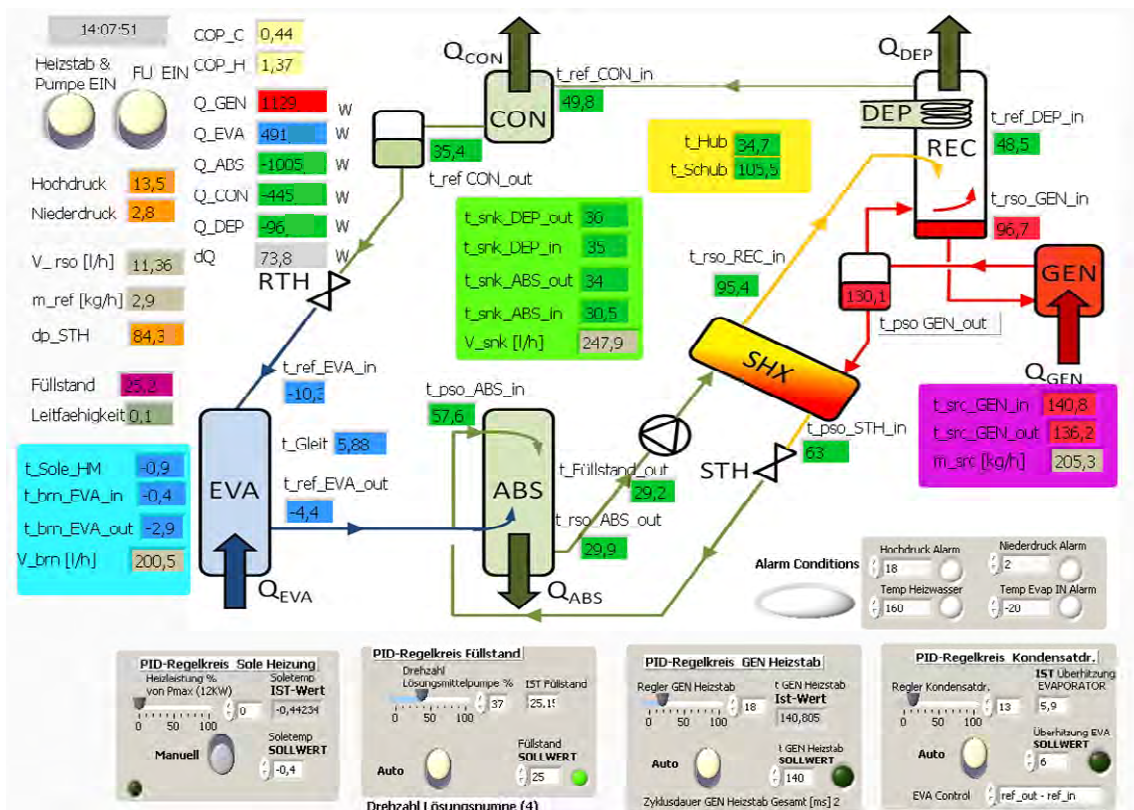 14:07:51
Heizstab &
Pumpe EIN
FU EIN
COP_C 0,44
COP_H 1,37
Q_GEN 1129 W
Q_EVA 491 W
Q_ABS -1005 W
Q_CON -445 W
Q_DEP -96 W
dQ 73,8 W
Hochdruck 13,5
Niederdruck 2,8
V_rso [l/h] 11,36
m_ref [kg/h] 2,9
dp_STH 84,3
Füllstand 25,2
Leitfaehigkeit 0,1
t_Sole_HM -0,9
t_brn_EVA_in -0,4
t_brn_EVA_out -2,9
V_brn [l/h] 200,5
QCON
CON
t_ref_CON_in
49,8
35,4
t_ref CON_out
RTH
t_ref_EVA_in
-10,3
EVA
QEVA
t_Gleit 5,88
t_ref_EVA_out
-4,4
t_Hub 34,7
t_Schub 105,5
t_snk_DEP_out 36
t_snk_DEP_in 35
t_snk_ABS_out 34
t_snk_ABS_in 30,5
V_snk [l/h] 247,9
QDEP
DEP
REC
t_ref_DEP_in
48,5
t_rso_GEN_in
96,7
t_rso_REC_in
95,4
130,1
t_pso GEN_out
GEN
QGEN
SHX
t_pso_STH_in
63
STH
t_pso_ABS_in
57,6
ABS
QABS
t_Füllstand_out
29,2
t_rso_ABS_out
29,9
t_src_GEN_in 140,8
t_src_GEN_out 136,2
m_src [kg/h] 205,3
Alarm Conditions
Hochdruck Alarm
18
Niederdruck Alarm
2
Temp Heizwasser
160
Temp Evap IN Alarm
-20
PID-Regelkreis Sole Heizung
Heizleistung %
von Pmax (12KW)
0 50 100
0
Manuell
Soletemp
IST-Wert
-0,44234
Soletemp
SOLLWERT
-0,4
PID-Regelkreis Füllstand
Drehzahl
Lösungsmittelpumpe %
0 50 100
37
Auto
IST Füllstand
25,15
Füllstand
SOLLWERT
25
Drehzahl Lösungspumpe (4)
PID-Regelkreis GEN Heizstab
Regler GEN Heizstab
0 50 100
18
Auto
t GEN Heizstab
Ist-Wert
140,805
t GEN Heizstab
SOLLWERT
140
Zyklusdauer GEN Heizstab Gesamt [ms] 2
PID-Regelkreis Kondensatdr.
Regler Kondensatdr.
0 50 100
13
Auto
IST Überhitzung
EVAPORATOR
5,9
Überhitzung EVA
SOLLWERT
6
EVA Control ref_out - ref_in